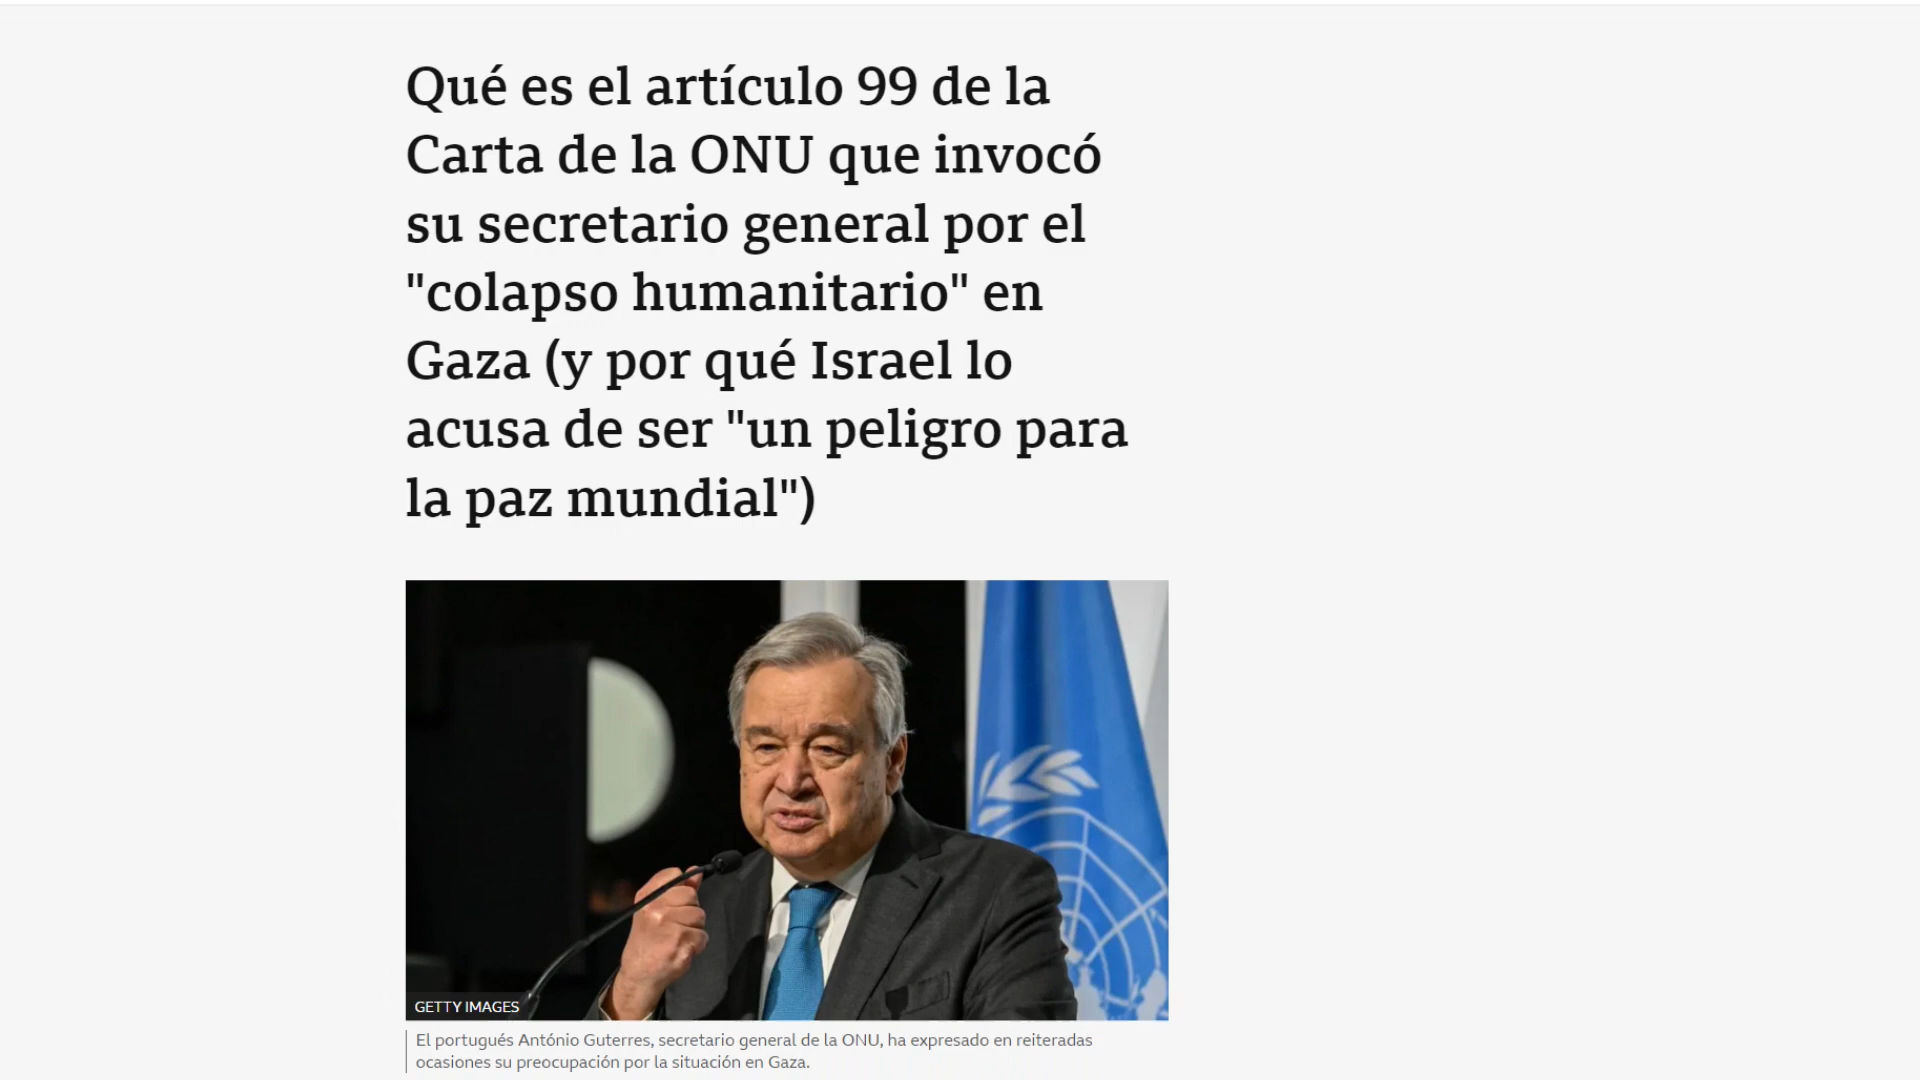 Qué es el artículo 99 de la
Carta de la ONU que invocó
su secretario general por el
"colapso humanitario" en
Gaza (y por qué Israel lo
acusa de ser "un peligro para
la paz mundial")
GETTY IMAGES
El portugués António Guterres, secretario general de la ONU, ha expresado en reiteradas
ocasiones su preocupación por la situación en Gaza.